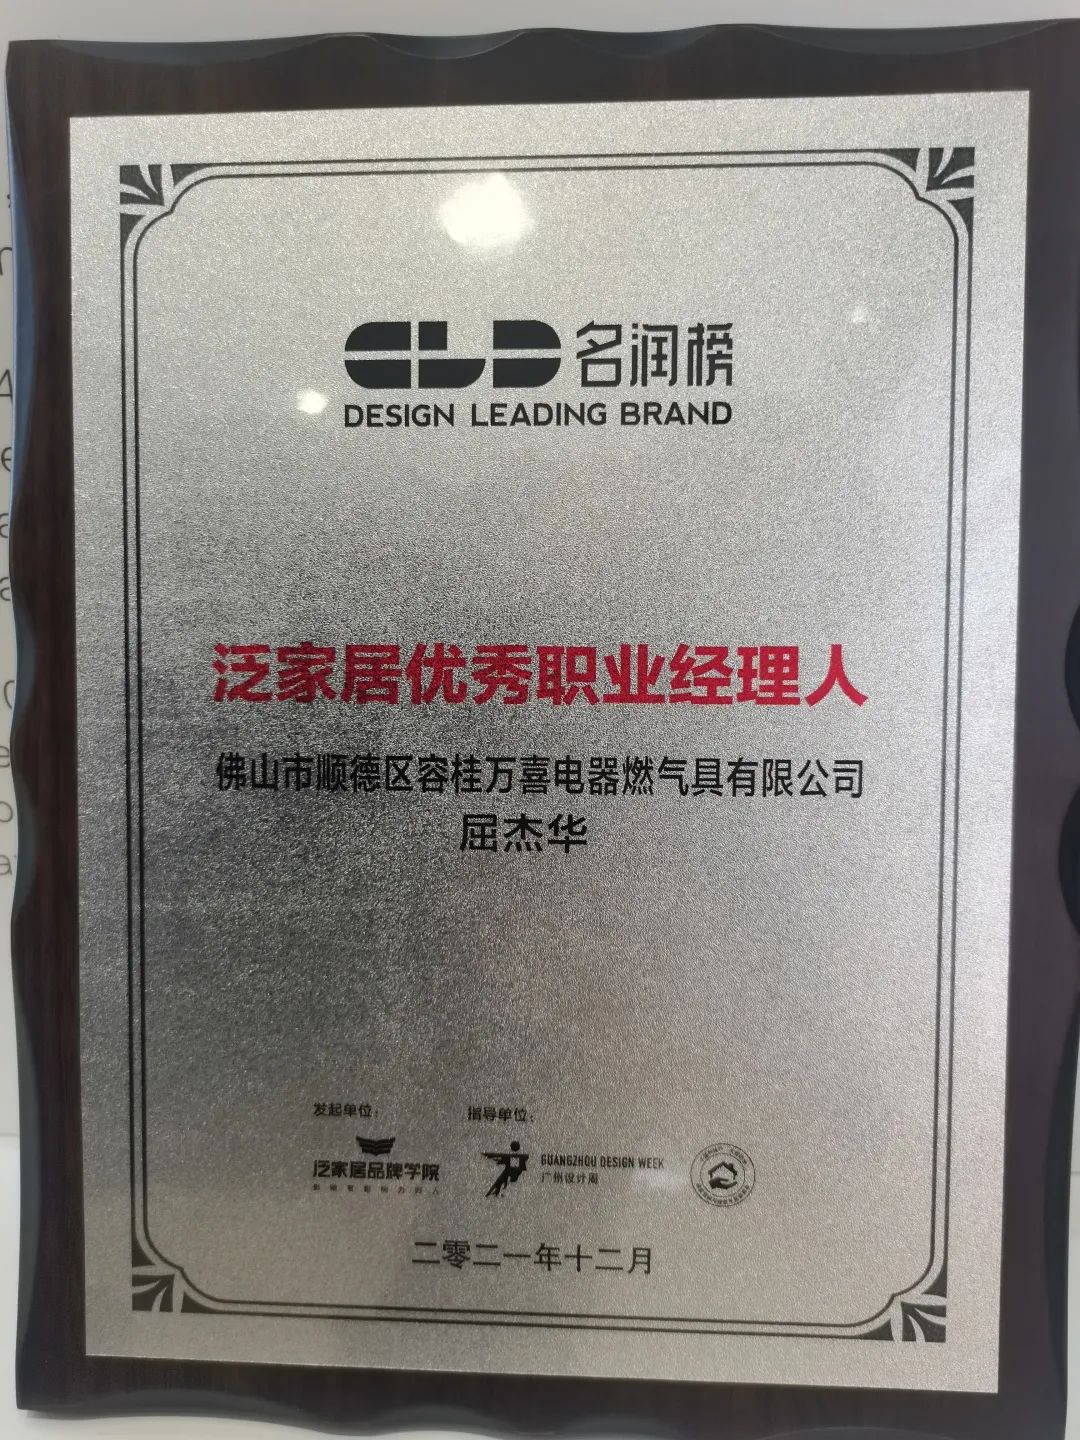 名润榜
DESIGN LEADING BRAND
泛家居优秀职业经理人
佛山市顺德区容桂万喜电器燃气具有限公司
屈杰华
发起单位：
指导单位：
泛家居品牌学院
GUANGZHOU DESIGN WEEK
广州设计周
二零二一年十二月